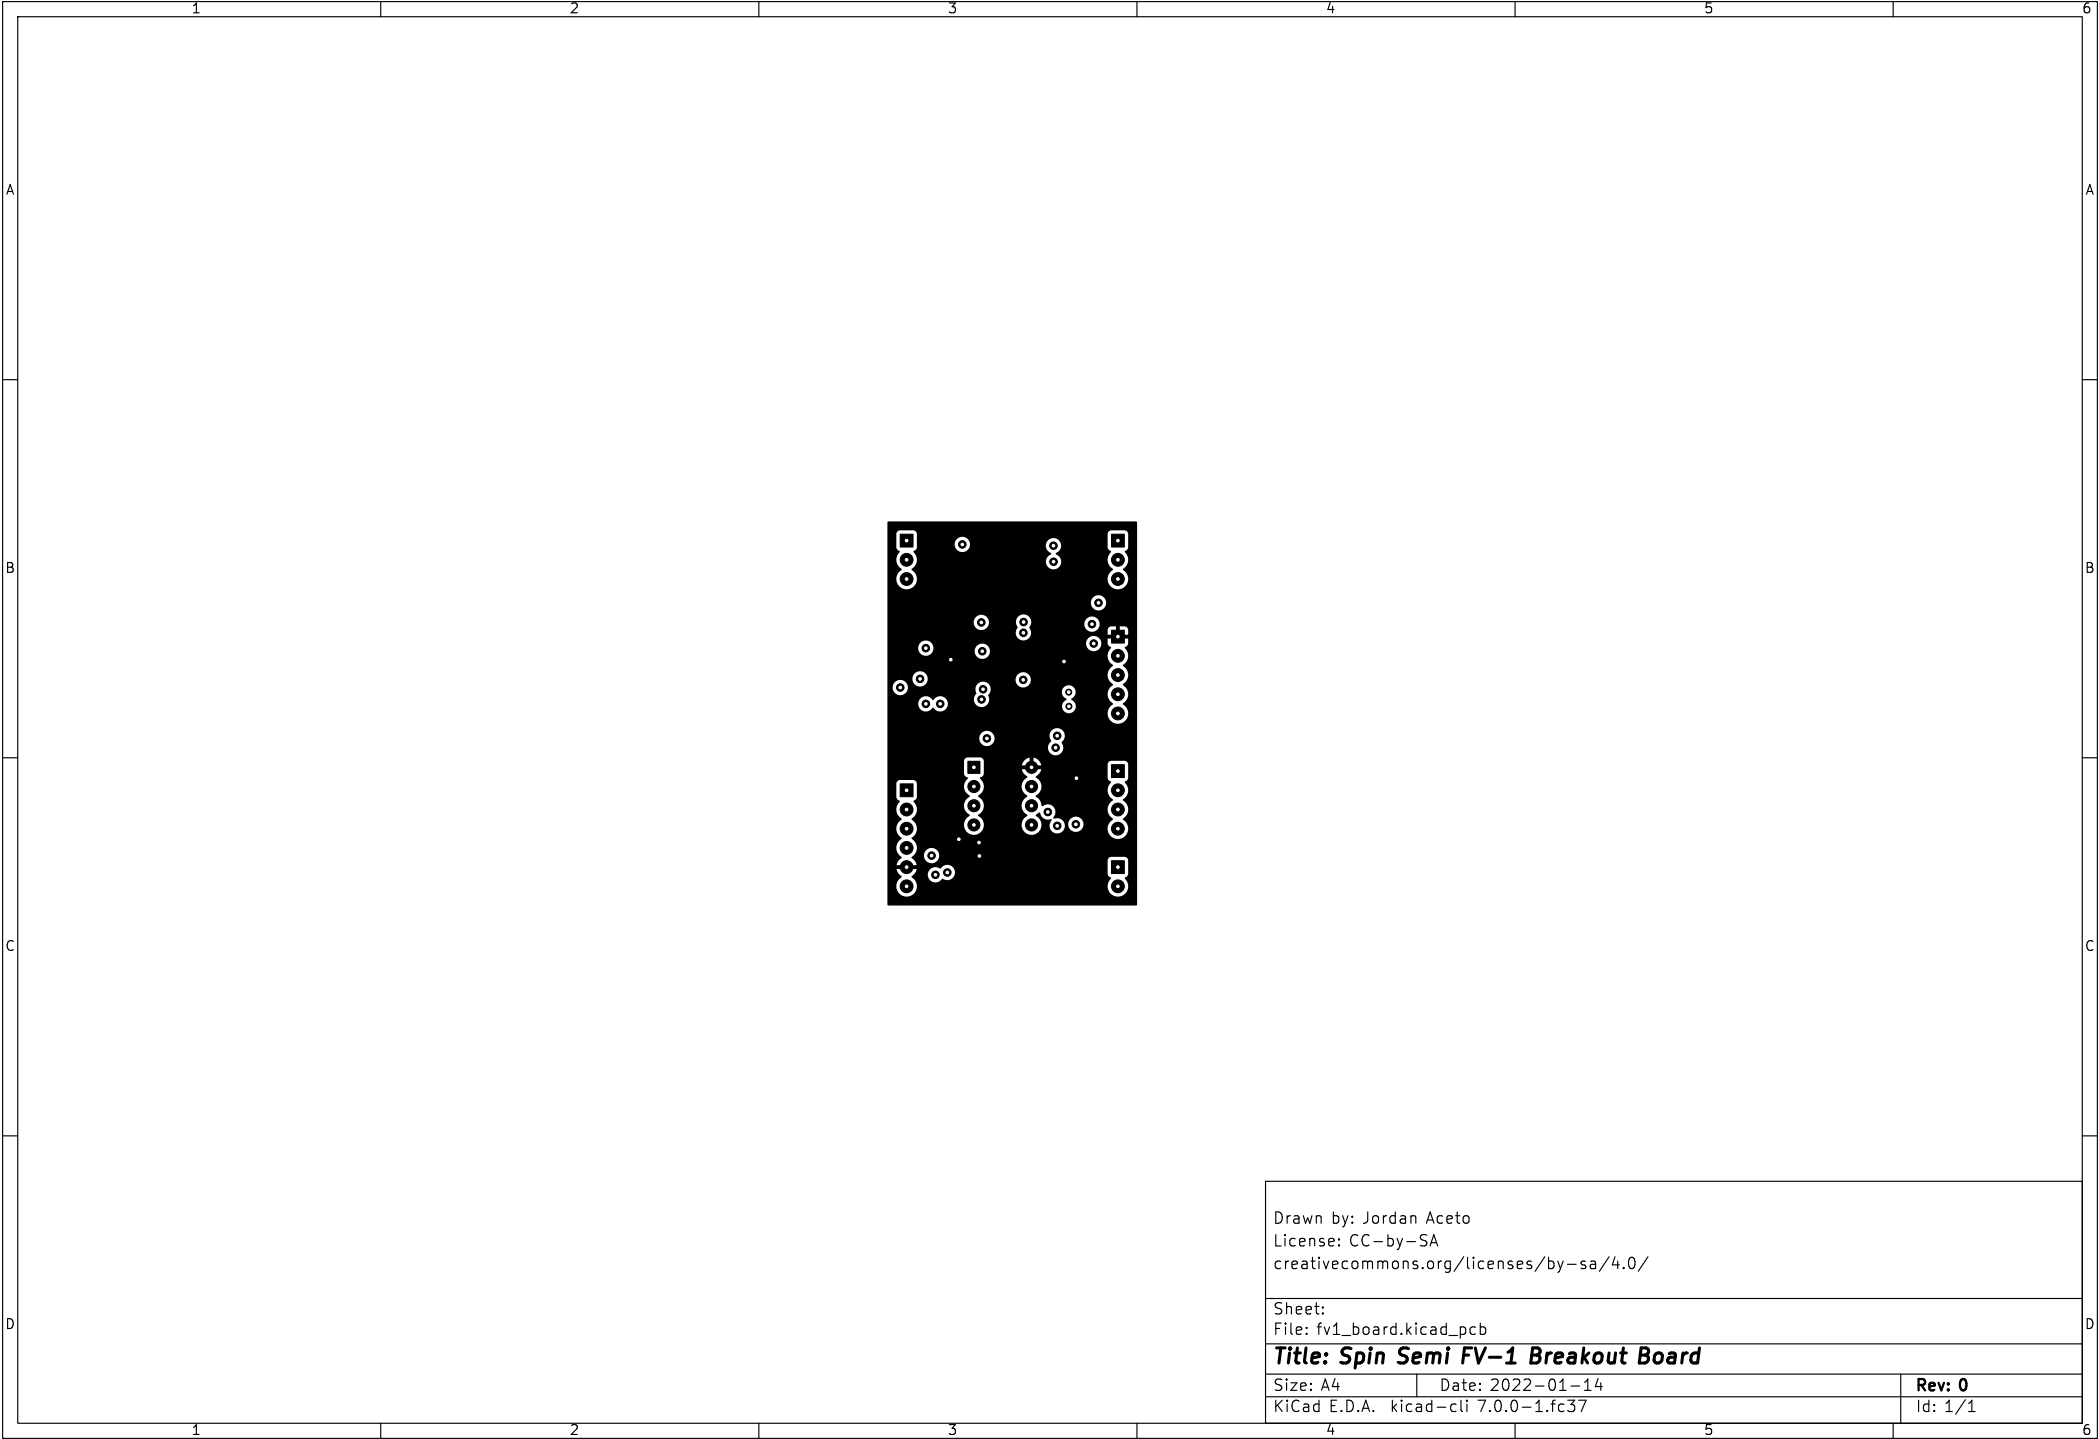 1 2 3 4 5 6
A A
B B
C C
Drawn by: Jordan Aceto
License: CC-by-SA
creativecommons.org/licenses/by-sa/4.0/
Sheet:
D D
File: fv1_board.kicad_pcb
Title: Spin Semi FV-1 Breakout Board
Size: A4 Date: 2022-01-14 Rev: 0
KiCad E.D.A. kicad-cli 7.0.0-1.fc37 Id: 1/1
1 2 3 4 5 6